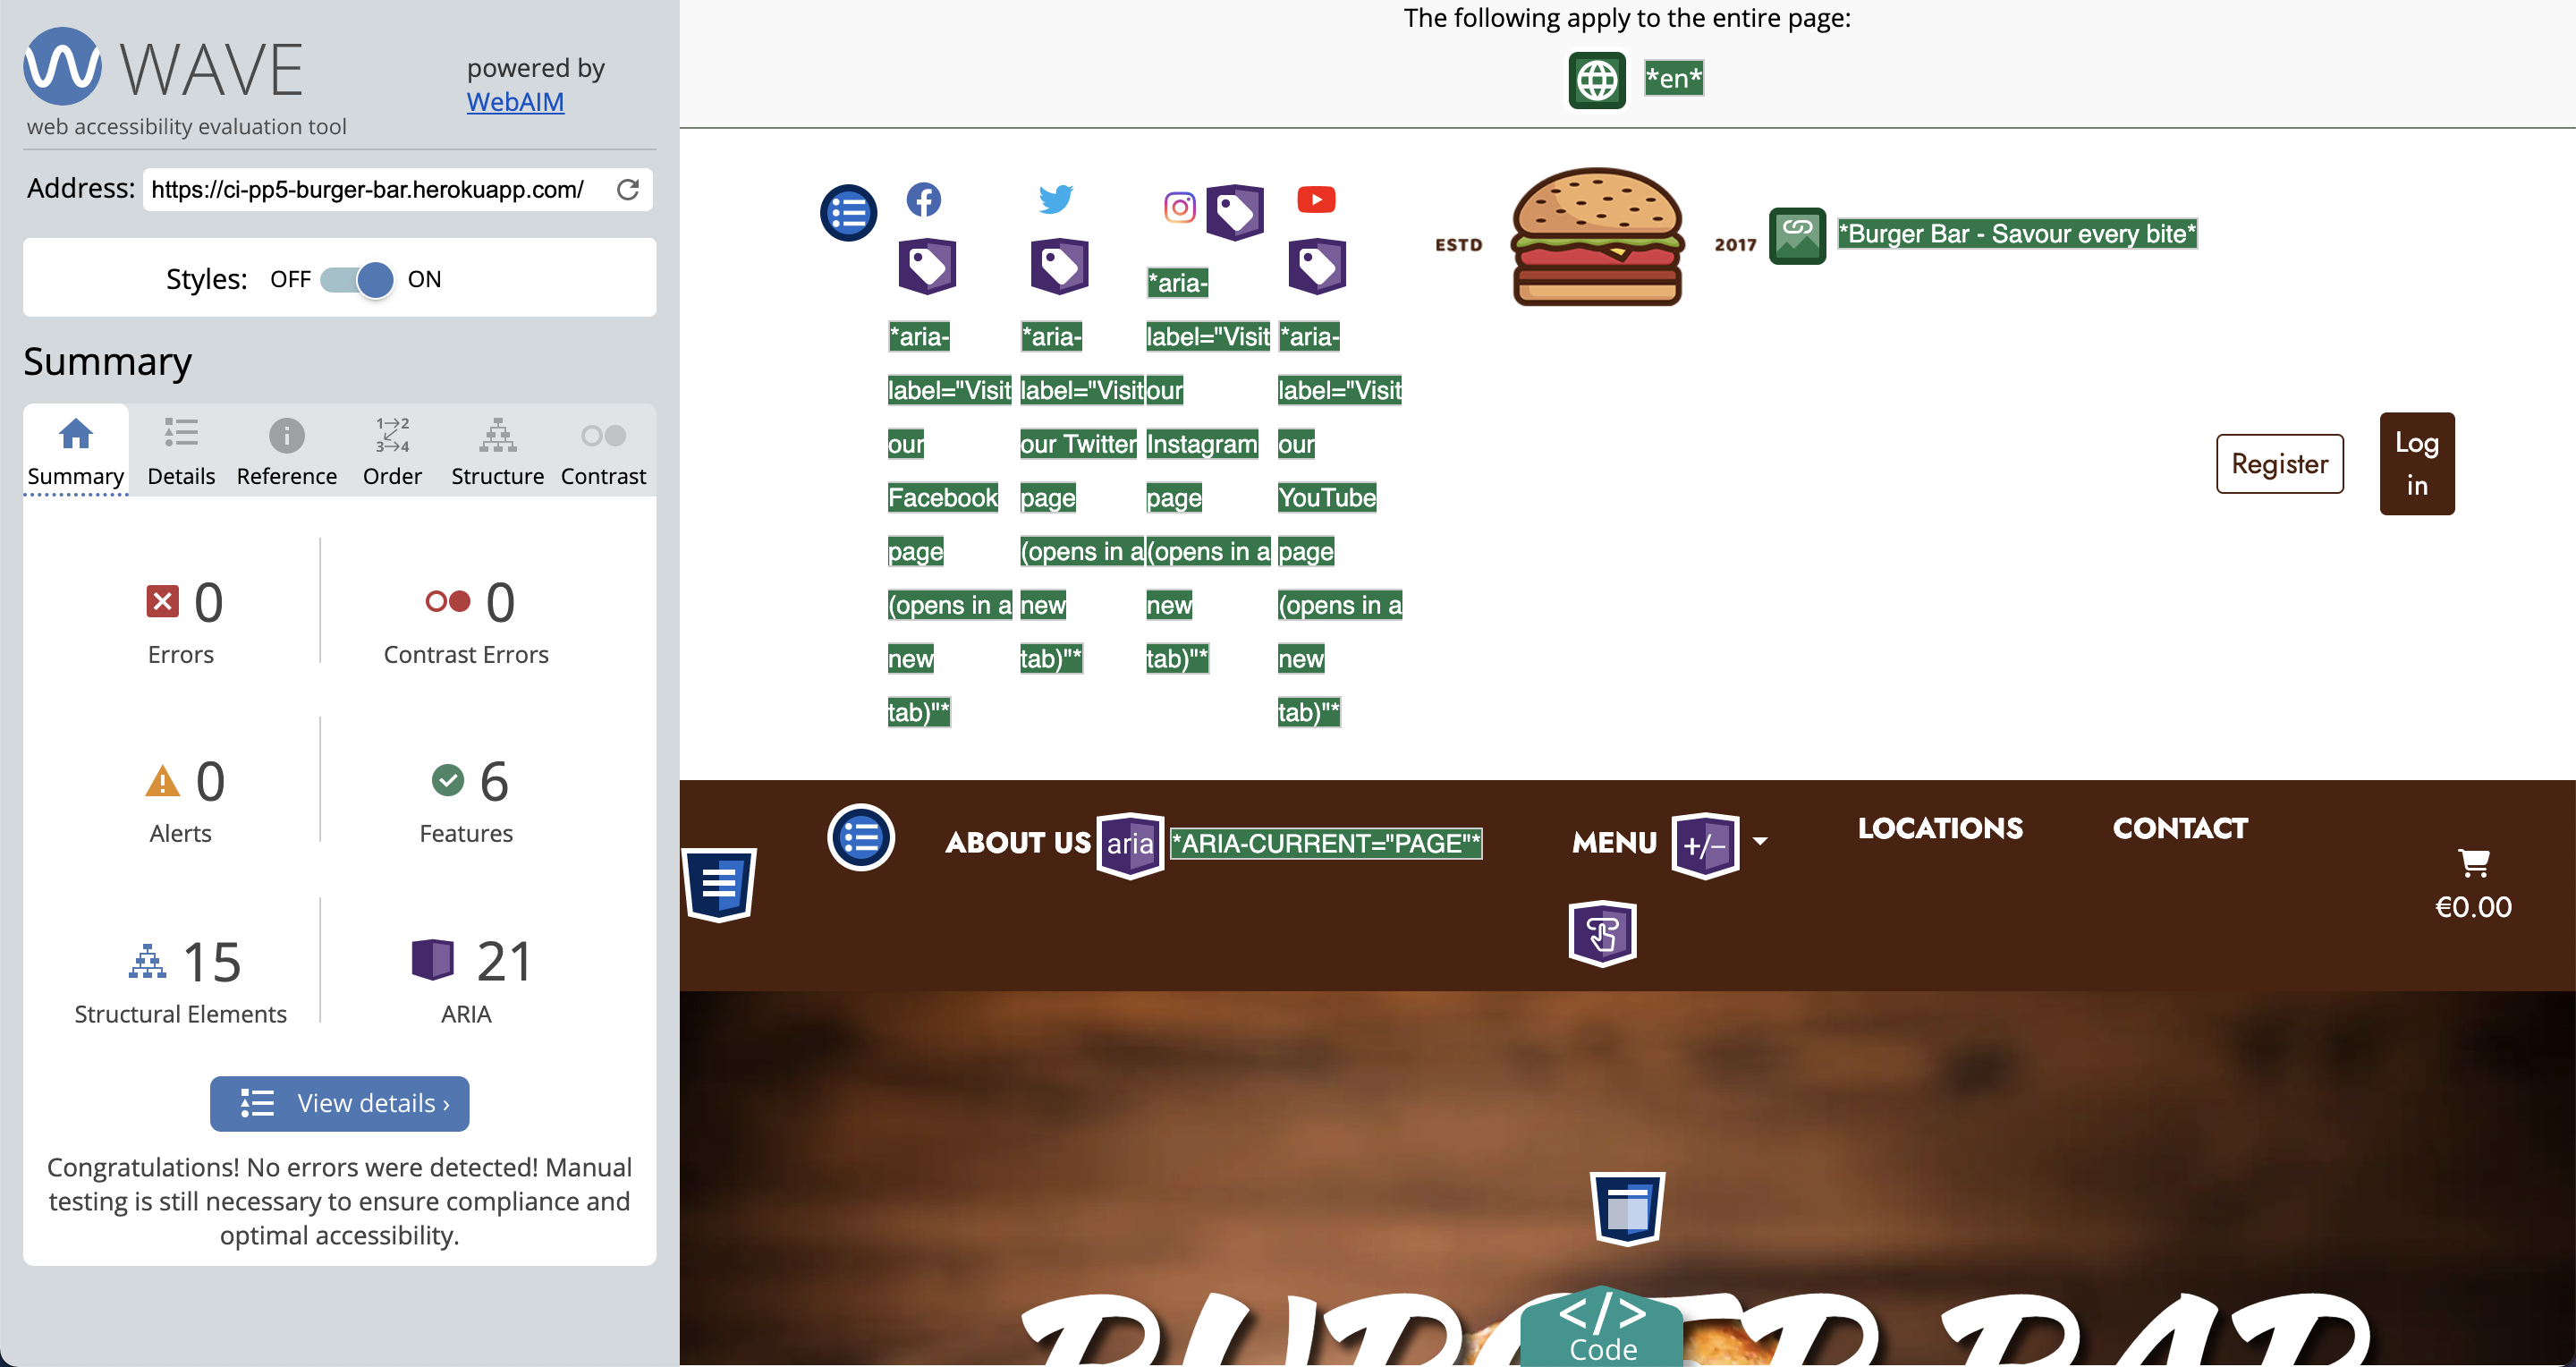 WAVE
powered by
WebAIM
web accessibility evaluation tool
Address: https://ci-pp5-burger-bar.herokuapp.com/
Styles: OFF ON
Summary
1→2
3→4
Summary Details Reference Order Structure Contrast
0 0
Errors Contrast Errors
0 6
Alerts Features
15 21
Structural Elements ARIA
View details ›
Congratulations! No errors were detected! Manual
testing is still necessary to ensure compliance and
optimal accessibility.
The following apply to the entire page:
*en*
*aria-
label="Visit
our
Facebook
page
(opens in a
new
tab)"*
*aria-
label="Visit
our Twitter
page
(opens in a
new
tab)"*
*aria-
label="Visit
our
Instagram
page
(opens in a
new
tab)"*
*aria-
label="Visit
our
YouTube
page
(opens in a
new
tab)"*
ESTD 2017
*Burger Bar - Savour every bite*
Register
Log
in
ABOUT US aria *ARIA-CURRENT="PAGE"* MENU +/− LOCATIONS CONTACT
€0.00
BURGER BAR
</>
Code